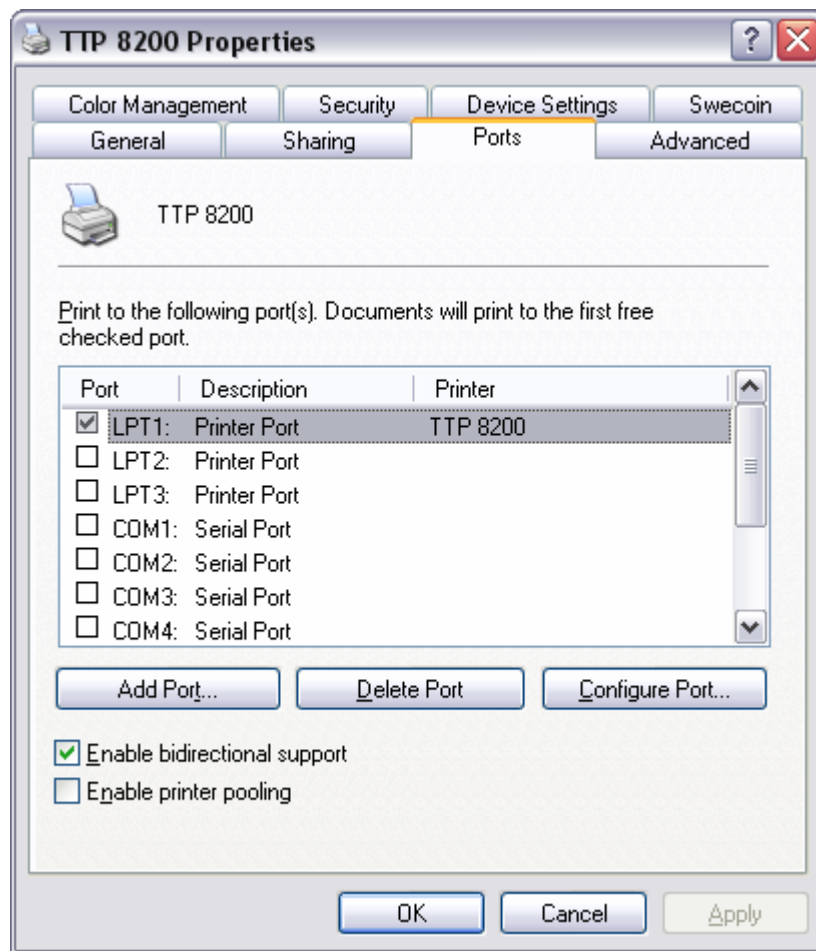 TTP 8200 Properties
Color Management Security Device Settings Swecoin
General Sharing Ports Advanced
TTP 8200
Print to the following port(s). Documents will print to the first free
checked port.
Port Description Printer
LPT1: Printer Port TTP 8200
LPT2: Printer Port
LPT3: Printer Port
COM1: Serial Port
COM2: Serial Port
COM3: Serial Port
COM4: Serial Port
Add Port... Delete Port Configure Port...
Enable bidirectional support
Enable printer pooling
OK Cancel Apply